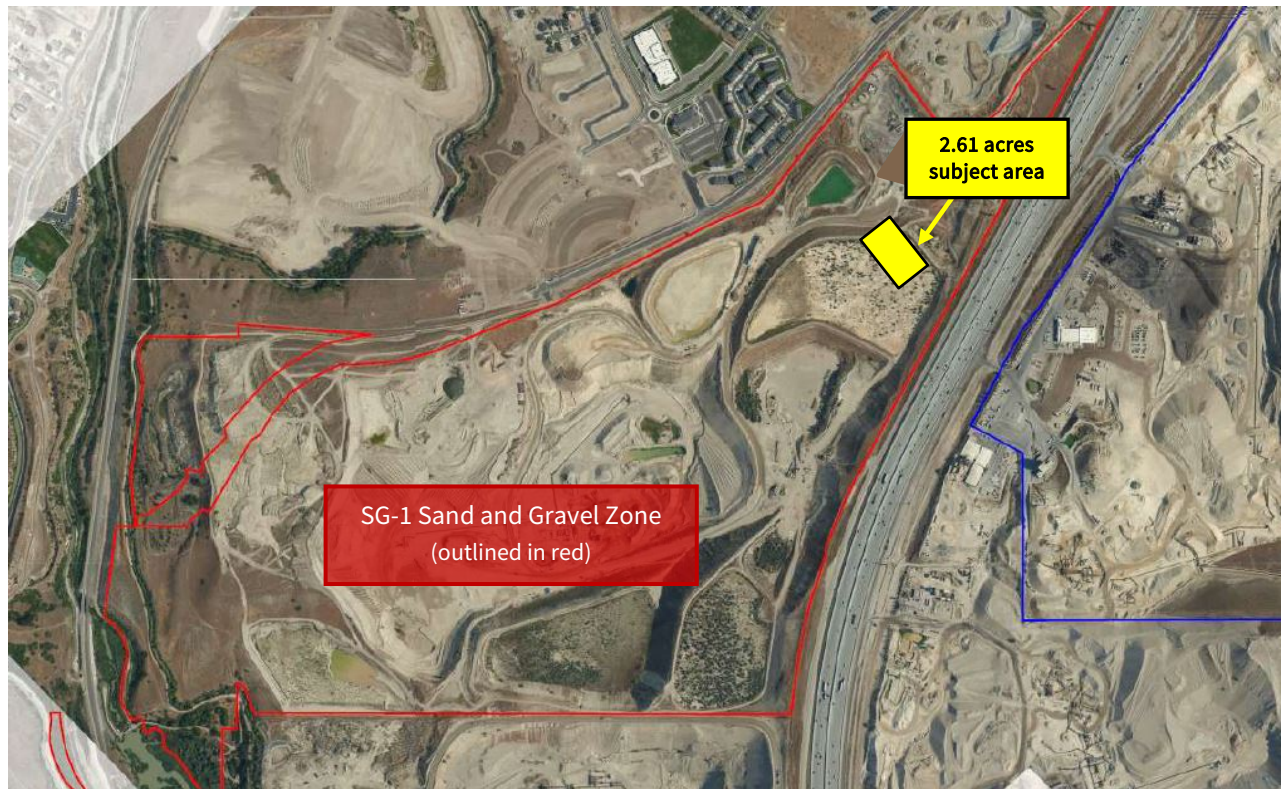 2.61 acres
subject area
SG-1 Sand and Gravel Zone
(outlined in red)